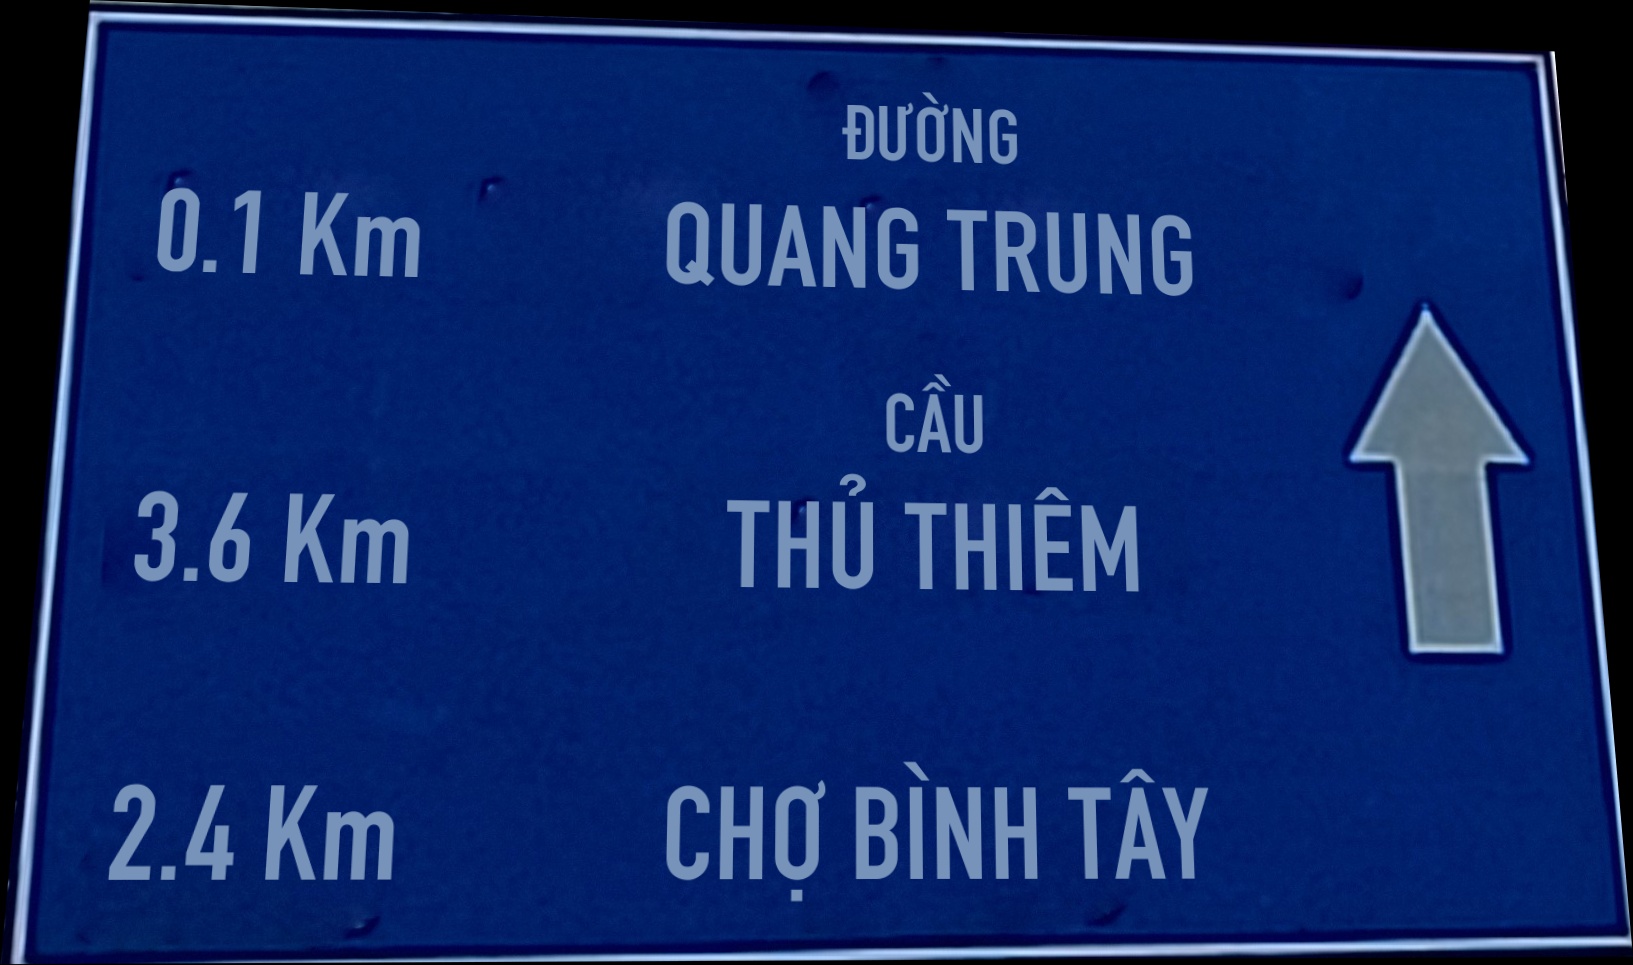 ĐƯỜNG
0.1 Km QUANG TRUNG
CẦU
3.6 Km THỦ THIÊM
2.4 Km CHỢ BÌNH TÂY